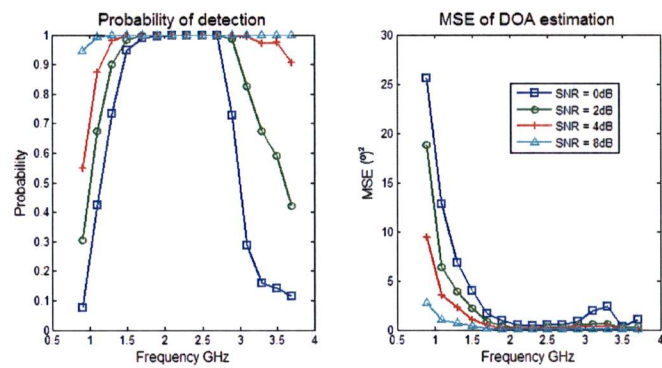 Probability of detection
1
0.9
0.8
0.7
0.6
0.5
0.4
0.3
0.2
0.1
0
Probability
0.5 1 1.5 2 2.5 3 3.5 4
Frequency GHz
MSE of DOA estimation
30
25
20
15
10
5
0
MSE (º)²
SNR = 0dB
SNR = 2dB
SNR = 4dB
SNR = 8dB
0.5 1 1.5 2 2.5 3 3.5 4
Frequency GHz